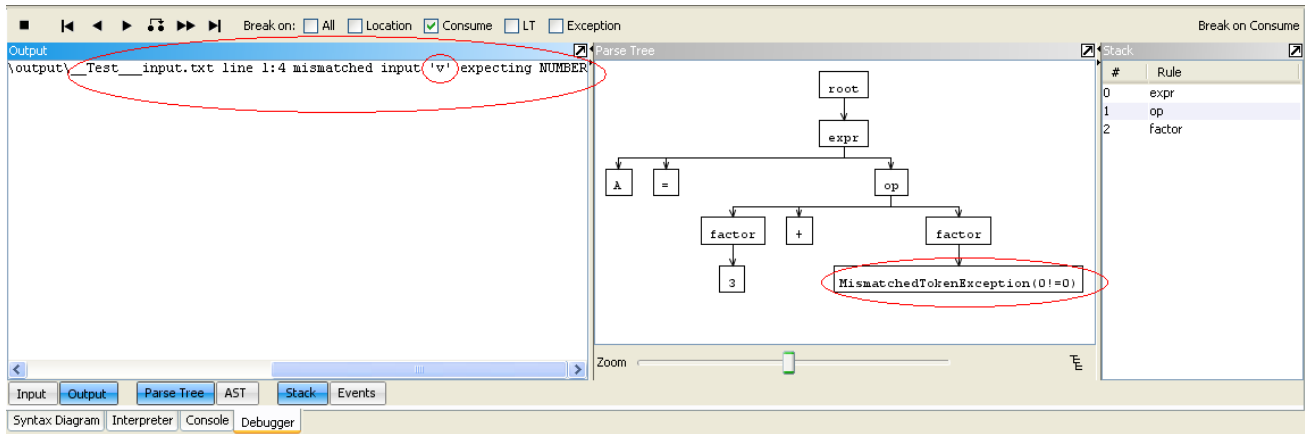 Break on: All Location Consume LT Exception Break on Consume
Output
\output\__Test___input.txt line 1:4 mismatched input 'v' expecting NUMBER
Parse Tree
root
expr
A = op
factor + factor
3 MismatchedTokenException(0!=0)
Zoom
Stack
# Rule
0 expr
1 op
2 factor
Input Output Parse Tree AST Stack Events
Syntax Diagram Interpreter Console Debugger